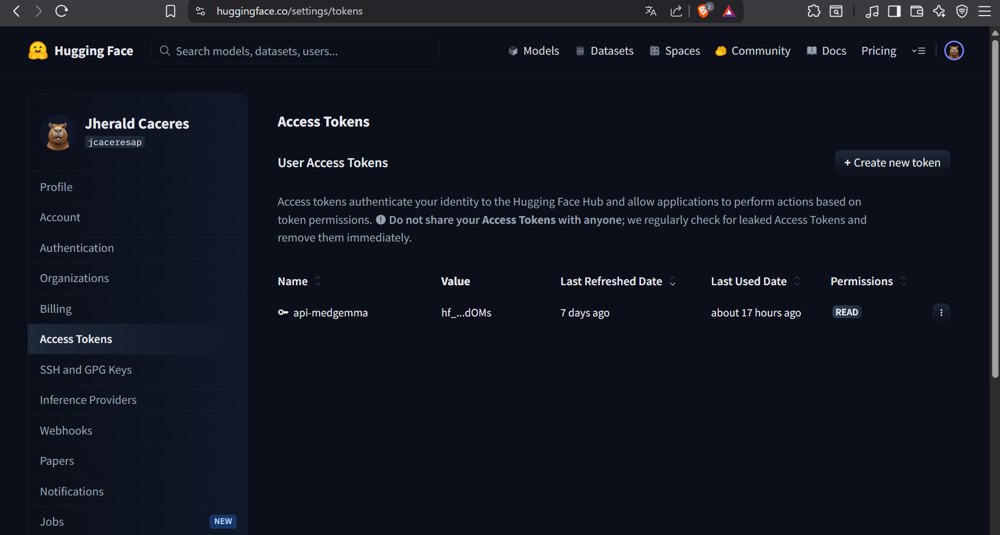 huggingface.co/settings/tokens
2
Hugging Face
Search models, datasets, users...
Models
Datasets
Spaces
Community
Docs
Pricing
Jherald Caceres
jcaceresap
Profile
Account
Authentication
Organizations
Billing
Access Tokens
SSH and GPG Keys
Inference Providers
Webhooks
Papers
Notifications
Jobs NEW
Access Tokens
User Access Tokens
+ Create new token
Access tokens authenticate your identity to the Hugging Face Hub and allow applications to perform actions based on
token permissions. Do not share your Access Tokens with anyone; we regularly check for leaked Access Tokens and
remove them immediately.
Name Value Last Refreshed Date Last Used Date Permissions
api-medgemma hf_...dOMs 7 days ago about 17 hours ago READ